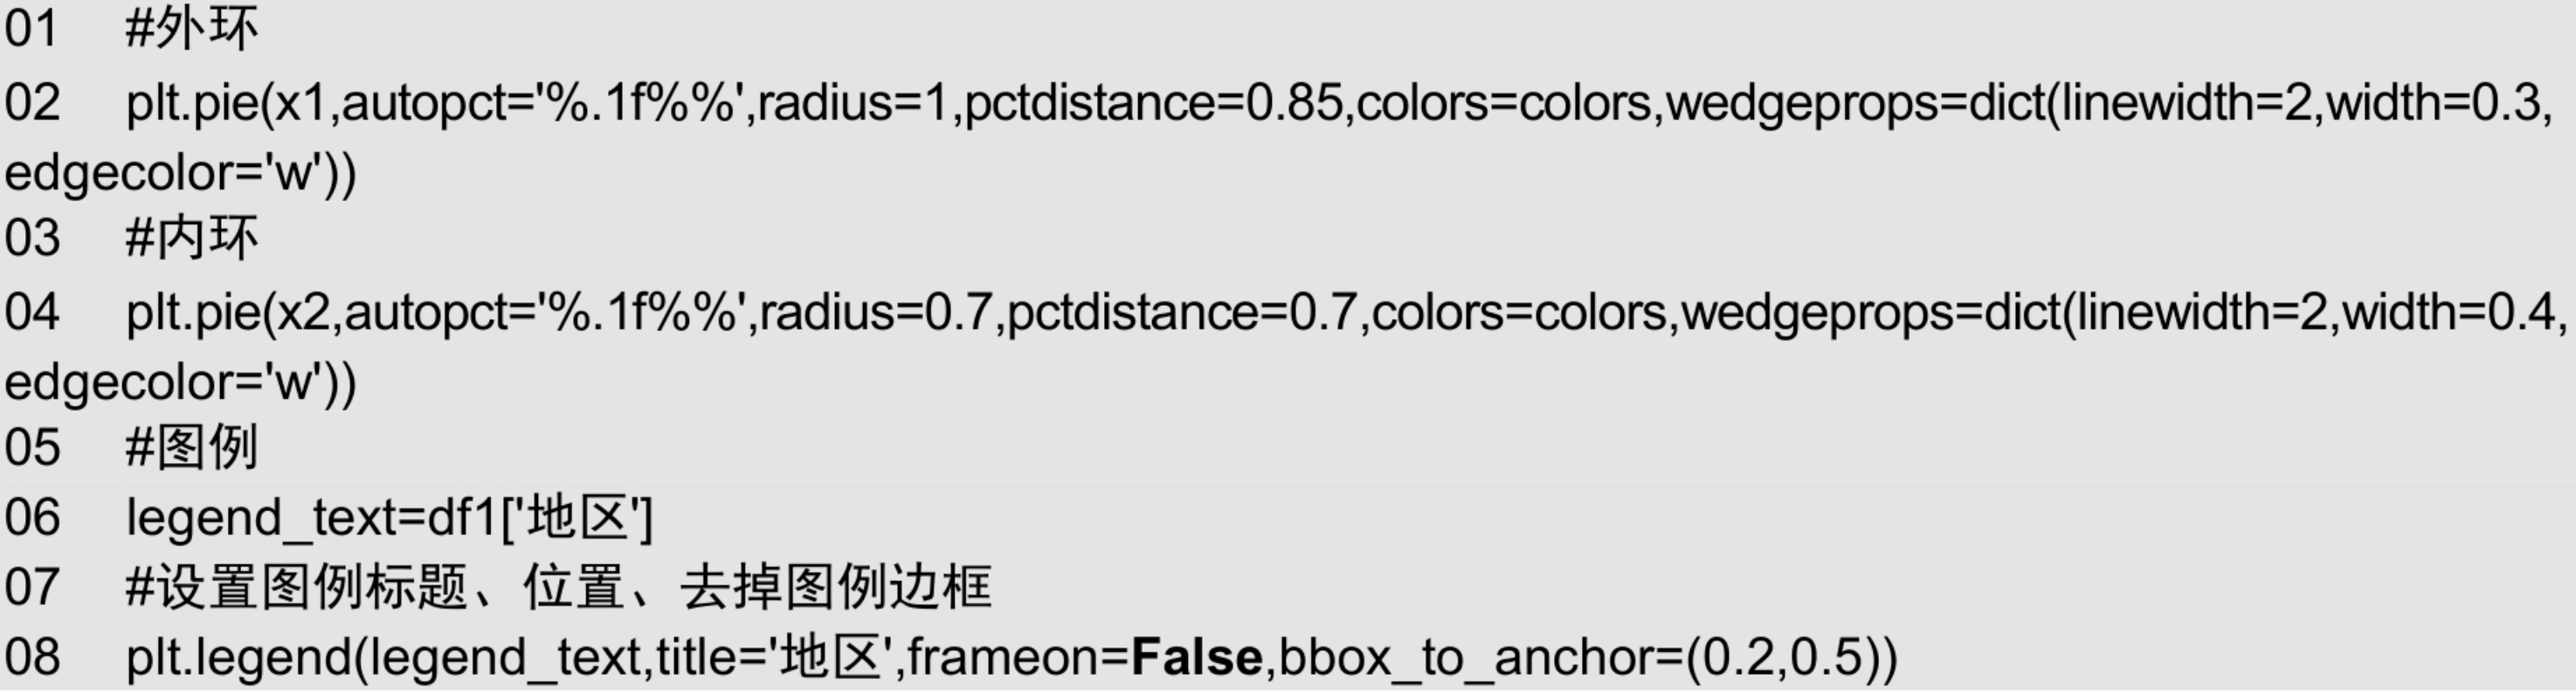 01 #外环
02 plt.pie(x1,autopct='%.1f%%',radius=1,pctdistance=0.85,colors=colors,wedgeprops=dict(linewidth=2,width=0.3,
edgecolor='w'))
03 #内环
04 plt.pie(x2,autopct='%.1f%%',radius=0.7,pctdistance=0.7,colors=colors,wedgeprops=dict(linewidth=2,width=0.4,
edgecolor='w'))
05 #图例
06 legend_text=df1['地区']
07 #设置图例标题、位置、去掉图例边框
08 plt.legend(legend_text,title='地区',frameon=False,bbox_to_anchor=(0.2,0.5))